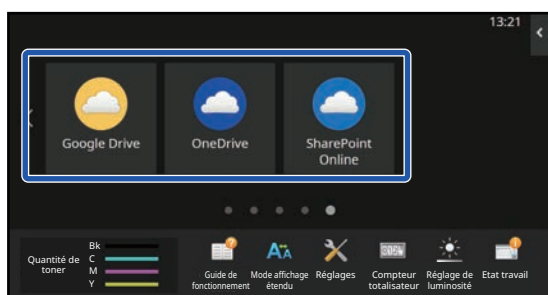 13:21
Google Drive
OneDrive
SharePoint
Online
Quantité de
toner
Bk
C
M
Y
Guide de
fonctionnement
Mode affichage
étendu
Réglages
Compteur
totalisateur
Réglage de
luminosité
Etat travail